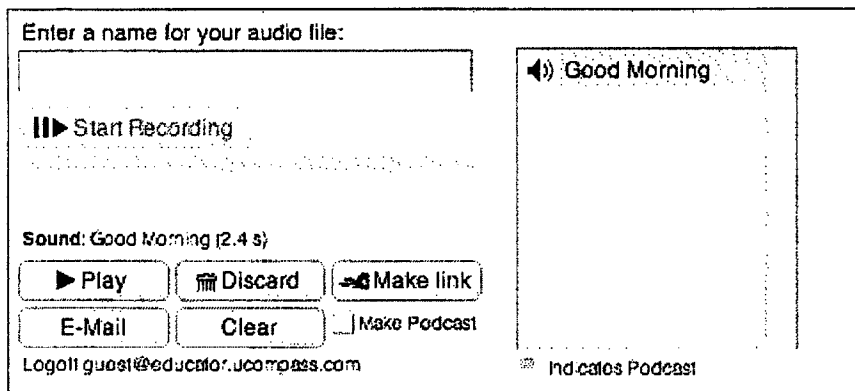 Enter a name for your audio file:
Start Recording
Sound: Good Morning (2.4 s)
Play Discard Make link
E-Mail Clear Make Podcast
Logoff guest@educator.ucompass.com
Good Morning
Indicates Podcast